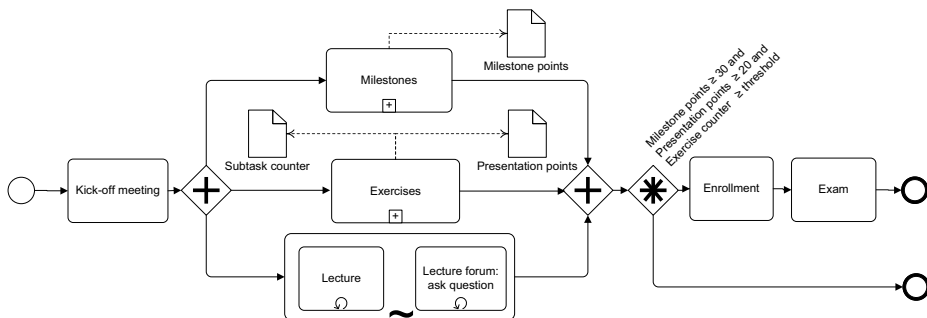 Milestone points ≥ 30 and
Presentation points ≥ 20 and
Exercise counter ≥ threshold
Milestone points
Milestones
+
Subtask counter
Presentation points
Kick-off meeting
Exercises
+
Enrollment
Exam
Lecture
Lecture forum:
ask question
~